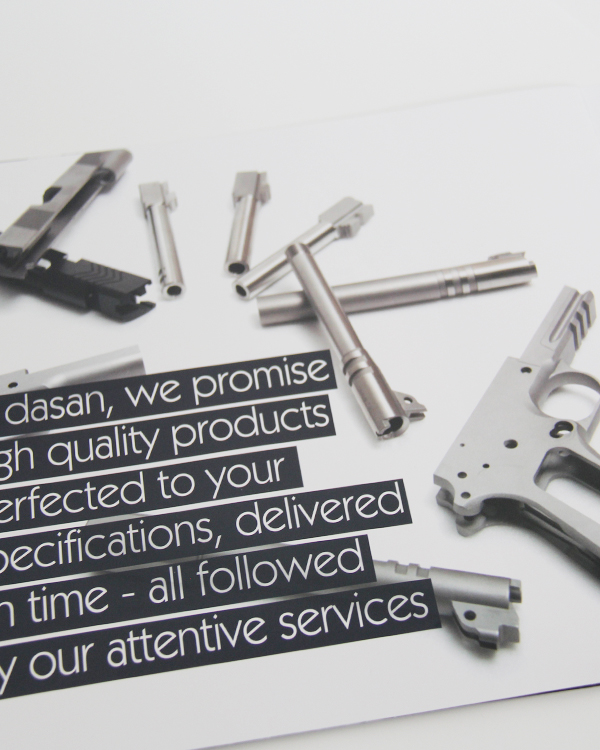 dasan, we promise
gh quality products
erfected to your
pecifications, delivered
n time - all followed
y our attentive services